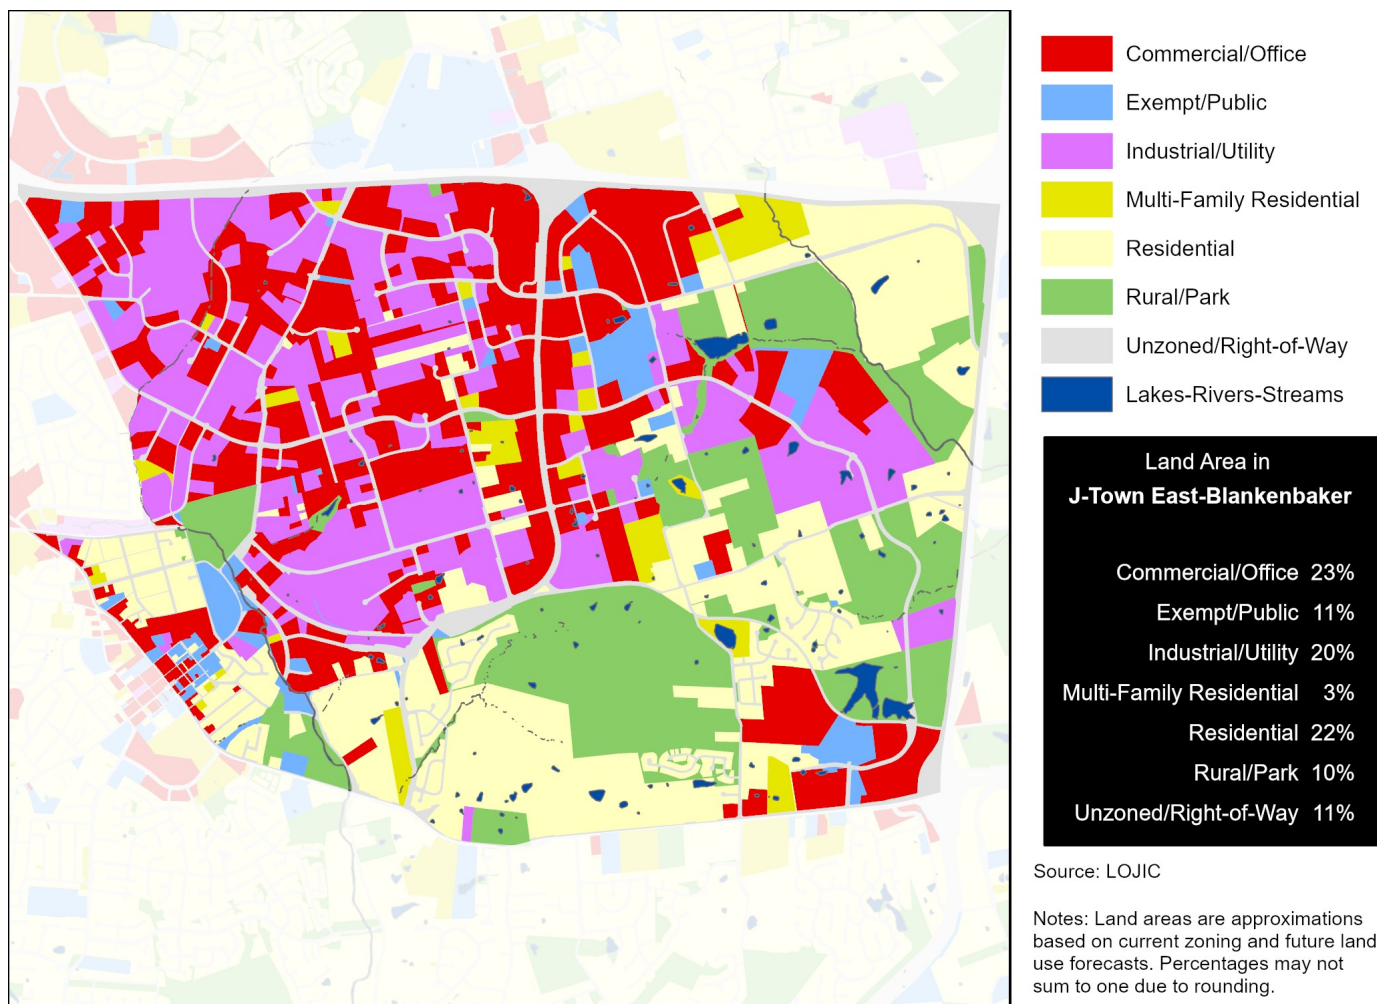 Commercial/Office
Exempt/Public
Industrial/Utility
Multi-Family Residential
Residential
Rural/Park
Unzoned/Right-of-Way
Lakes-Rivers-Streams
Land Area in
J-Town East-Blankenbaker
Commercial/Office 23%
Exempt/Public 11%
Industrial/Utility 20%
Multi-Family Residential 3%
Residential 22%
Rural/Park 10%
Unzoned/Right-of-Way 11%
Source: LOJIC
Notes: Land areas are approximations
based on current zoning and future land
use forecasts. Percentages may not
sum to one due to rounding.